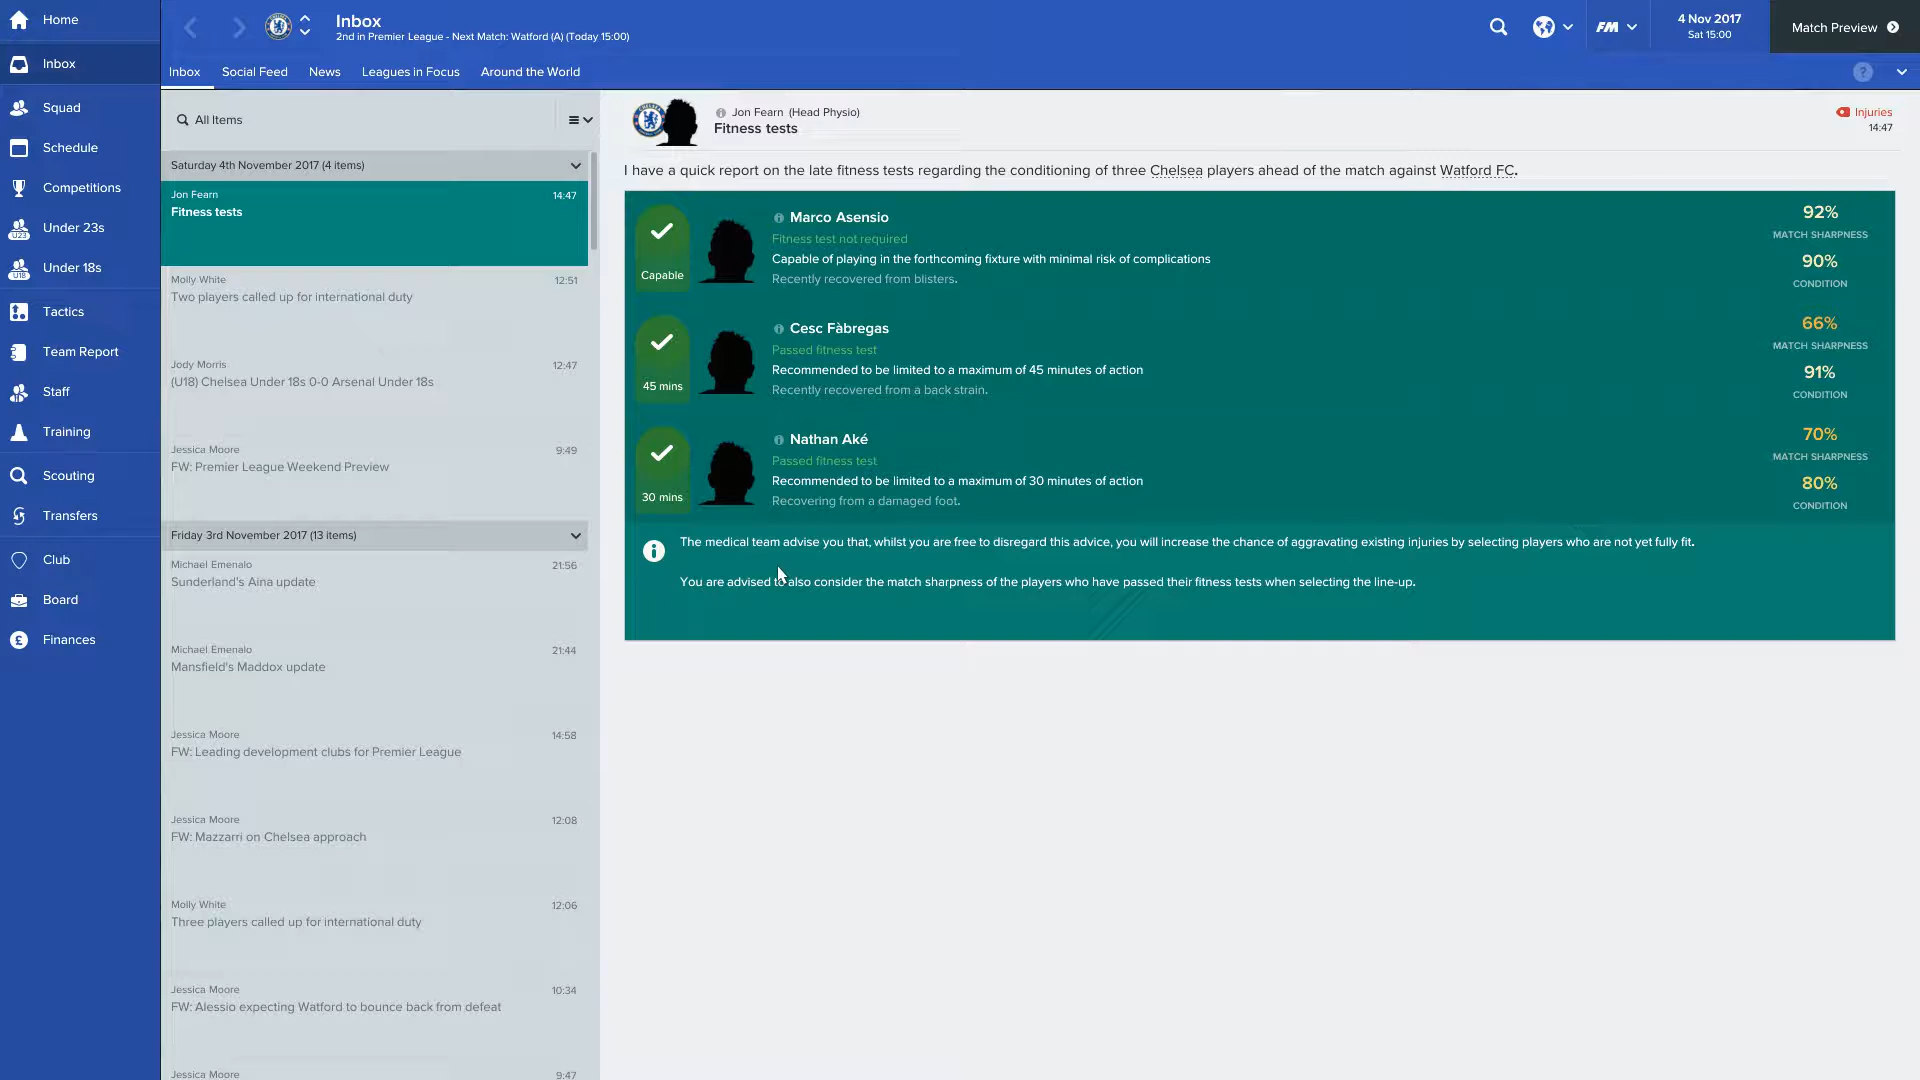 Home
Inbox
Squad
Schedule
Competitions
Under 23s
Under 18s
Tactics
Team Report
Staff
Training
Scouting
Transfers
Club
Board
Finances
Inbox
2nd in Premier League - Next Match: Watford (A) (Today 15:00)
FM
4 Nov 2017
Sat 15:00
Match Preview
Inbox Social Feed News Leagues in Focus Around the World
All Items
Saturday 4th November 2017 (4 items)
Jon Fearn 14:47
Fitness tests
Molly White 12:51
Two players called up for international duty
Jody Morris 12:47
(U18) Chelsea Under 18s 0-0 Arsenal Under 18s
Jessica Moore 9:49
FW: Premier League Weekend Preview
Friday 3rd November 2017 (13 items)
Michael Emenalo 21:56
Sunderland's Aina update
Michael Emenalo 21:44
Mansfield's Maddox update
Jessica Moore 14:58
FW: Leading development clubs for Premier League
Jessica Moore 12:08
FW: Mazzarri on Chelsea approach
Molly White 12:06
Three players called up for international duty
Jessica Moore 10:34
FW: Alessio expecting Watford to bounce back from defeat
Jessica Moore 9:47
Jon Fearn (Head Physio)
Fitness tests
Injuries
14:47
I have a quick report on the late fitness tests regarding the conditioning of three Chelsea players ahead of the match against Watford FC.
Capable
Marco Asensio
Fitness test not required
Capable of playing in the forthcoming fixture with minimal risk of complications
Recently recovered from blisters.
92%
MATCH SHARPNESS
90%
CONDITION
45 mins
Cesc Fàbregas
Passed fitness test
Recommended to be limited to a maximum of 45 minutes of action
Recently recovered from a back strain.
66%
MATCH SHARPNESS
91%
CONDITION
30 mins
Nathan Aké
Passed fitness test
Recommended to be limited to a maximum of 30 minutes of action
Recovering from a damaged foot.
70%
MATCH SHARPNESS
80%
CONDITION
The medical team advise you that, whilst you are free to disregard this advice, you will increase the chance of aggravating existing injuries by selecting players who are not yet fully fit.
You are advised to also consider the match sharpness of the players who have passed their fitness tests when selecting the line-up.